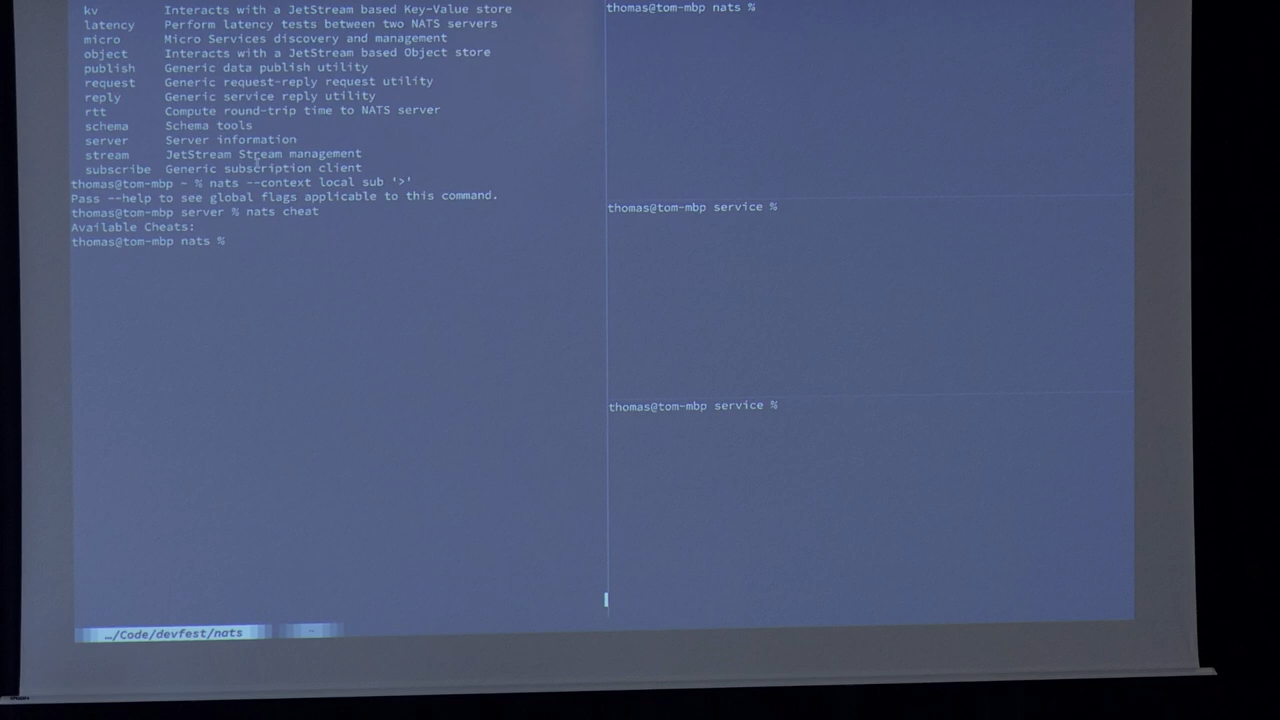 kv Interacts with a JetStream based Key-Value store
latency Perform latency tests between two NATS servers
micro Micro Services discovery and management
object Interacts with a JetStream based Object store
publish Generic data publish utility
request Generic request-reply request utility
reply Generic service reply utility
rtt Compute round-trip time to NATS server
schema Schema tools
server Server information
stream JetStream Stream management
subscribe Generic subscription client
thomas@tom-mbp ~ % nats --context local sub '>'
Pass --help to see global flags applicable to this command.
thomas@tom-mbp server % nats cheat
Available Cheats:
thomas@tom-mbp nats %
thomas@tom-mbp nats %
thomas@tom-mbp service %
thomas@tom-mbp service %
…/Code/devfest/nats
~